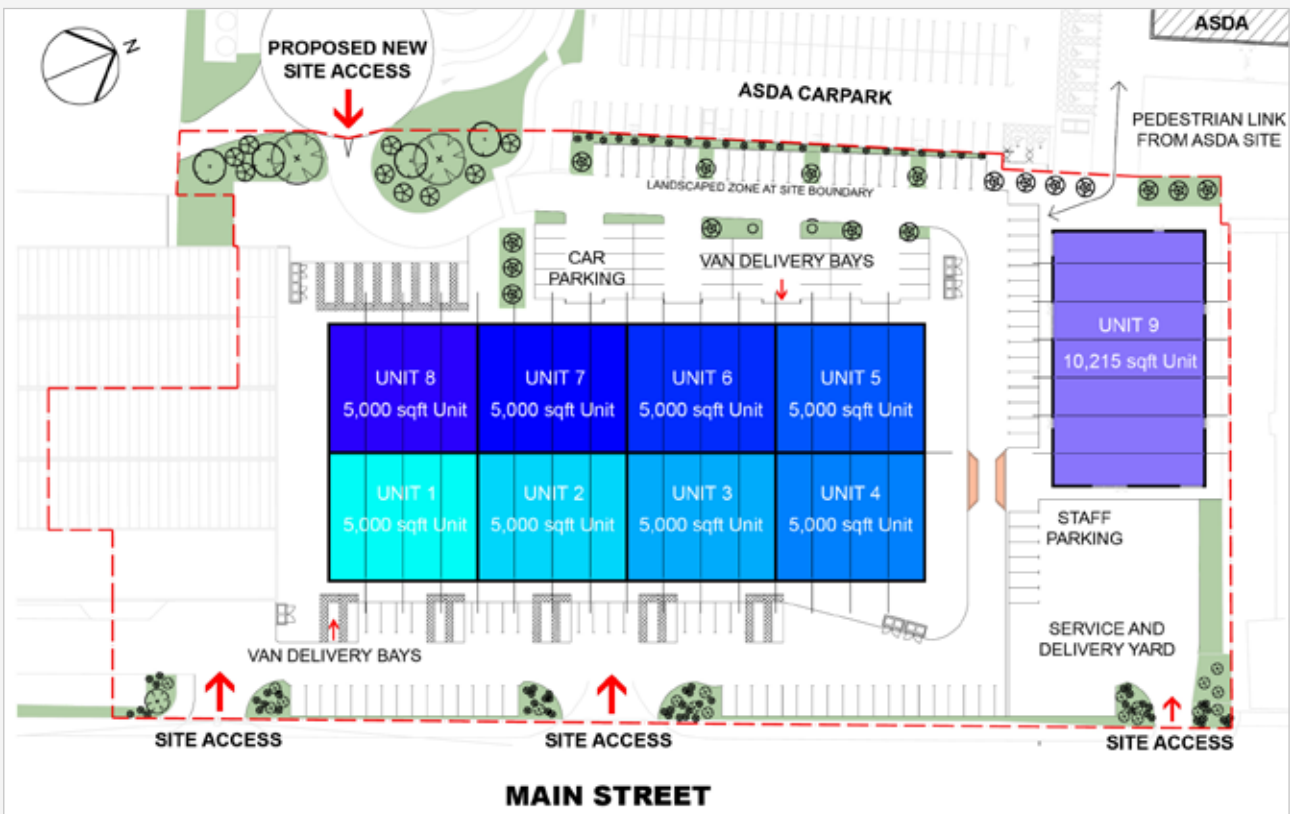 N
PROPOSED NEW
SITE ACCESS
ASDA
ASDA CARPARK
PEDESTRIAN LINK
FROM ASDA SITE
LANDSCAPED ZONE AT SITE BOUNDARY
CAR
PARKING
VAN DELIVERY BAYS
UNIT 8
5,000 sqft Unit
UNIT 7
5,000 sqft Unit
UNIT 6
5,000 sqft Unit
UNIT 5
5,000 sqft Unit
UNIT 9
10,215 sqft Unit
UNIT 1
5,000 sqft Unit
UNIT 2
5,000 sqft Unit
UNIT 3
5,000 sqft Unit
UNIT 4
5,000 sqft Unit
STAFF
PARKING
SERVICE AND
DELIVERY YARD
VAN DELIVERY BAYS
SITE ACCESS
SITE ACCESS
SITE ACCESS
MAIN STREET